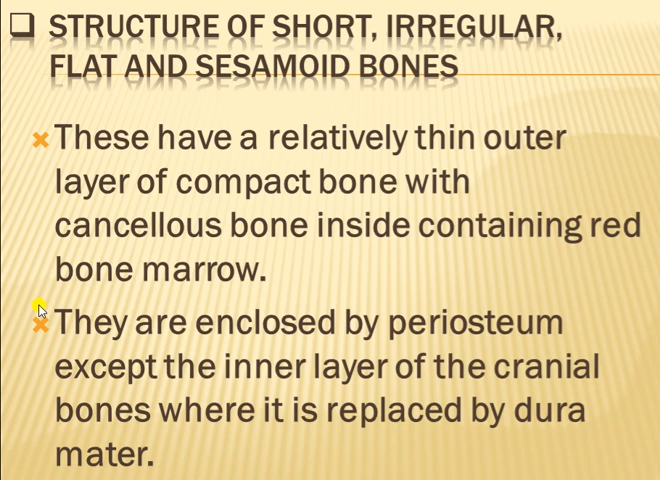 STRUCTURE OF SHORT, IRREGULAR,
FLAT AND SESAMOID BONES
These have a relatively thin outer
layer of compact bone with
cancellous bone inside containing red
bone marrow.
They are enclosed by periosteum
except the inner layer of the cranial
bones where it is replaced by dura
mater.